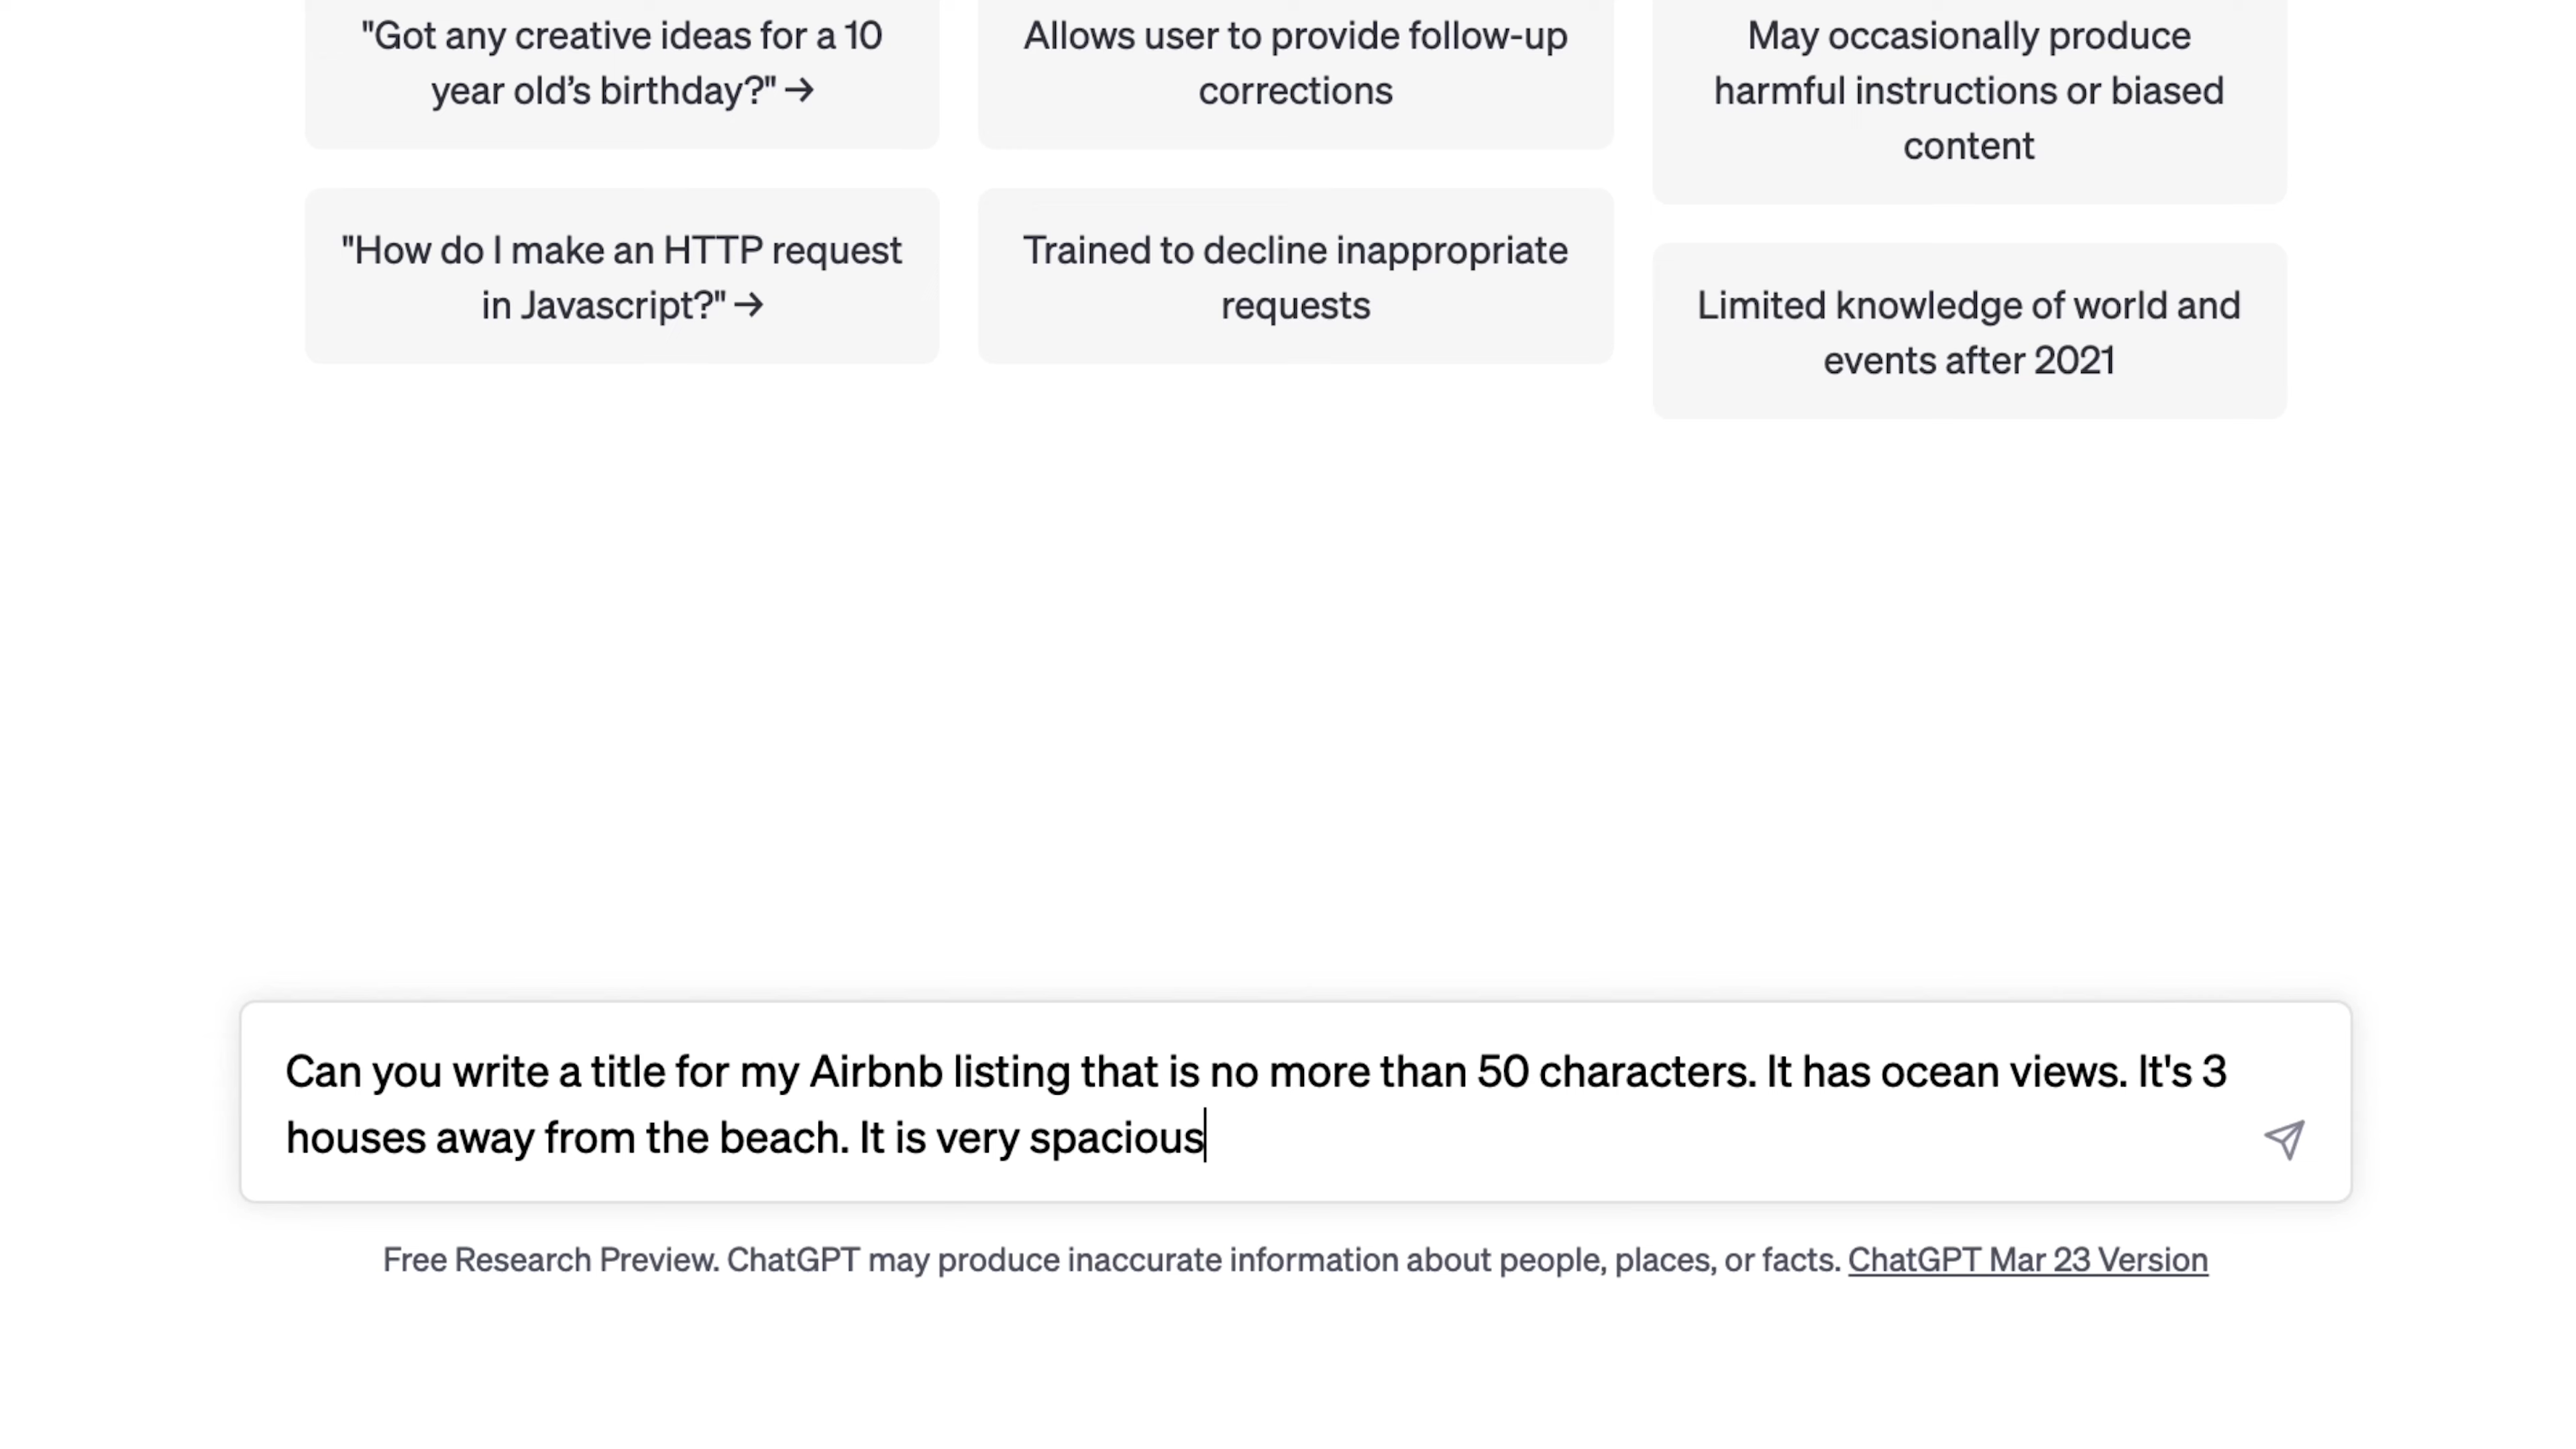 "Got any creative ideas for a 10
year old’s birthday?" →
Allows user to provide follow-up
corrections
May occasionally produce
harmful instructions or biased
content
"How do I make an HTTP request
in Javascript?" →
Trained to decline inappropriate
requests
Limited knowledge of world and
events after 2021
Can you write a title for my Airbnb listing that is no more than 50 characters. It has ocean views. It's 3
houses away from the beach. It is very spacious
Free Research Preview. ChatGPT may produce inaccurate information about people, places, or facts. ChatGPT Mar 23 Version